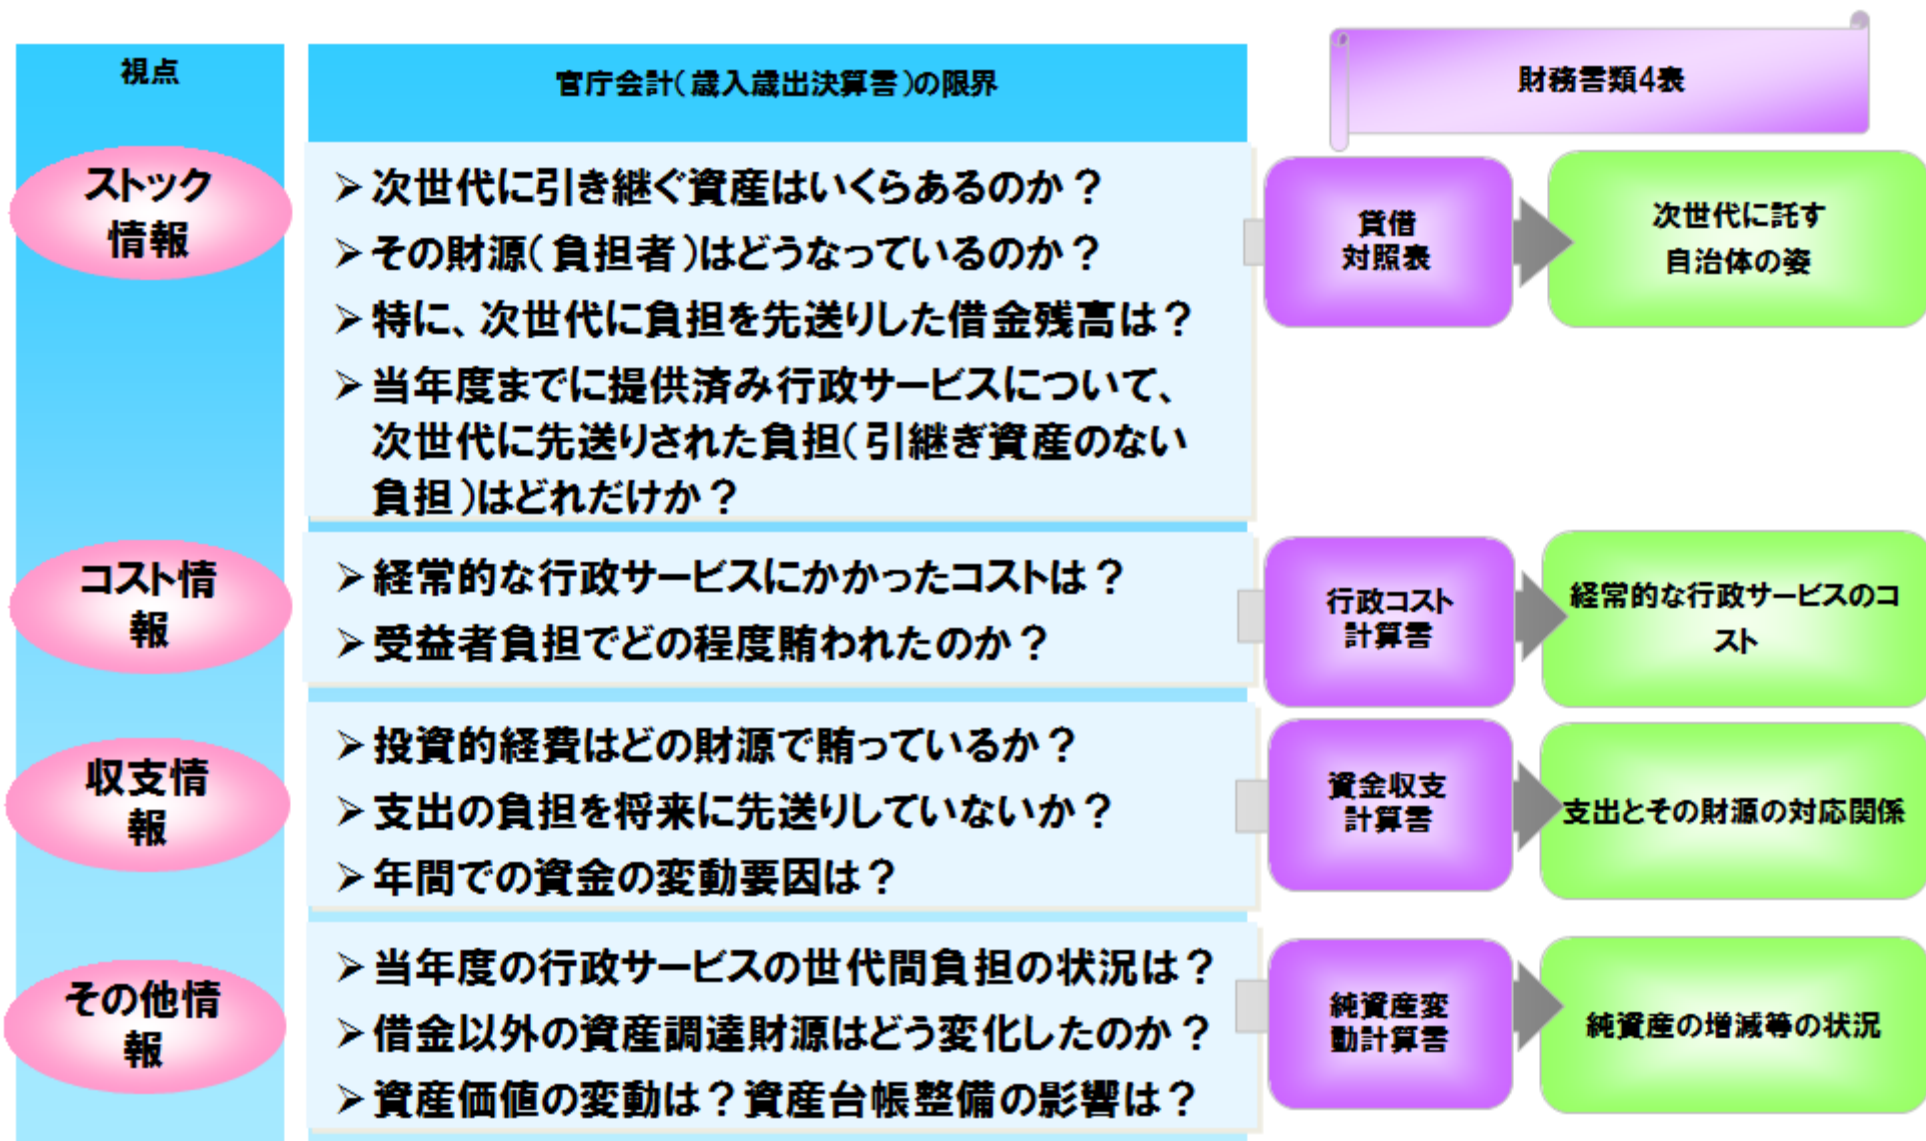 視点
官庁会計(歳入歳出決算書)の限界
財務書類4表
ストック
情報
➢次世代に引き継ぐ資産はいくらあるのか?
➢その財源(負担者)はどうなっているのか?
➢特に、次世代に負担を先送りした借金残高は?
➢当年度までに提供済み行政サービスについて、
次世代に先送りされた負担(引継ぎ資産のない
負担)はどれだけか?
貸借
対照表
次世代に託す
自治体の姿
コスト情
報
➢経常的な行政サービスにかかったコストは?
➢受益者負担でどの程度賄われたのか?
行政コスト
計算書
経常的な行政サービスのコ
スト
収支情
報
➢投資的経費はどの財源で賄っているか?
➢支出の負担を将来に先送りしていないか?
➢年間での資金の変動要因は?
資金収支
計算書
支出とその財源の対応関係
その他情
報
➢当年度の行政サービスの世代間負担の状況は?
➢借金以外の資産調達財源はどう変化したのか?
➢資産価値の変動は?資産台帳整備の影響は?
純資産変
動計算書
純資産の増減等の状況